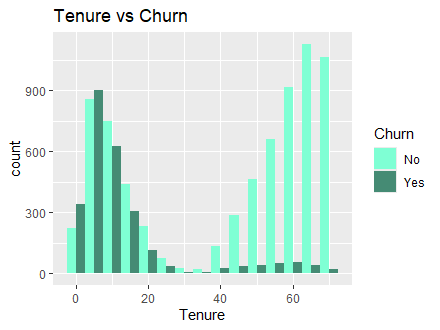 Tenure vs Churn
900
600
300
0
count
0
20
40
60
Tenure
Churn
No
Yes